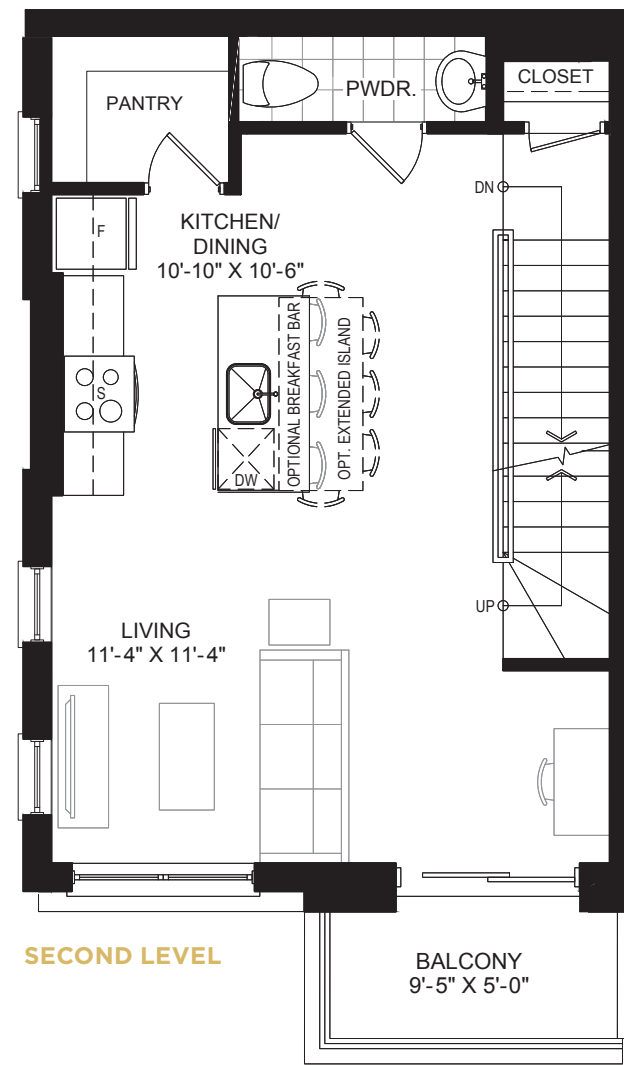 PANTRY
PWDR.
CLOSET
DN
F
KITCHEN/
DINING
10'-10" X 10'-6"
S
OPTIONAL BREAKFAST BAR
OPT. EXTENDED ISLAND
DW
UP
LIVING
11'-4" X 11'-4"
SECOND LEVEL
BALCONY
9'-5" X 5'-0"